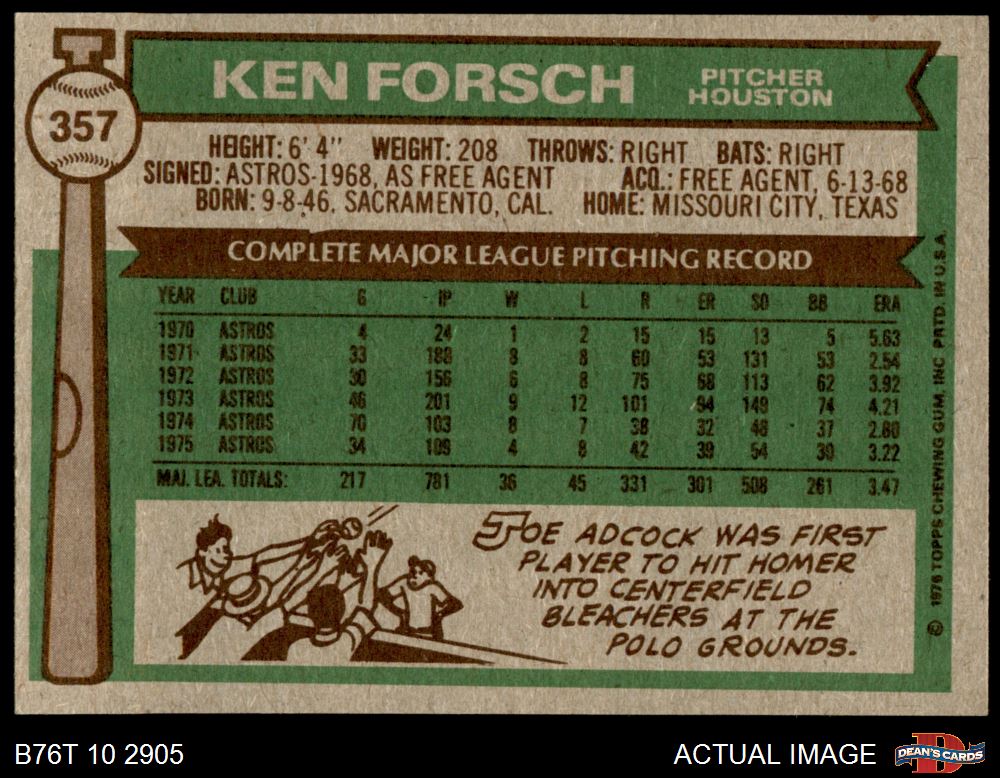 357
KEN FORSCH
PITCHER
HOUSTON
HEIGHT: 6' 4" WEIGHT: 208 THROWS: RIGHT BATS: RIGHT
SIGNED: ASTROS-1968, AS FREE AGENT ACQ.: FREE AGENT, 6-13-68
BORN: 9-8-46, SACRAMENTO, CAL. HOME: MISSOURI CITY, TEXAS
COMPLETE MAJOR LEAGUE PITCHING RECORD
YEAR CLUB G IP W L R ER SO BB ERA
1970 ASTROS 4 24 1 2 15 15 13 5 5.63
1971 ASTROS 33 188 8 8 60 53 131 53 2.54
1972 ASTROS 30 156 6 8 75 68 113 62 3.92
1973 ASTROS 46 201 9 12 101 94 149 74 4.21
1974 ASTROS 70 103 8 7 38 32 48 37 2.80
1975 ASTROS 34 109 4 8 42 39 54 30 3.22
MAJ. LEA. TOTALS: 217 781 36 45 331 301 508 261 3.47
JOE ADCOCK WAS FIRST
PLAYER TO HIT HOMER
INTO CENTERFIELD
BLEACHERS AT THE
POLO GROUNDS.
© 1976 TOPPS CHEWING GUM, INC. PRTD. IN U.S.A.
B76T 10 2905
ACTUAL IMAGE
DEAN'S CARDS